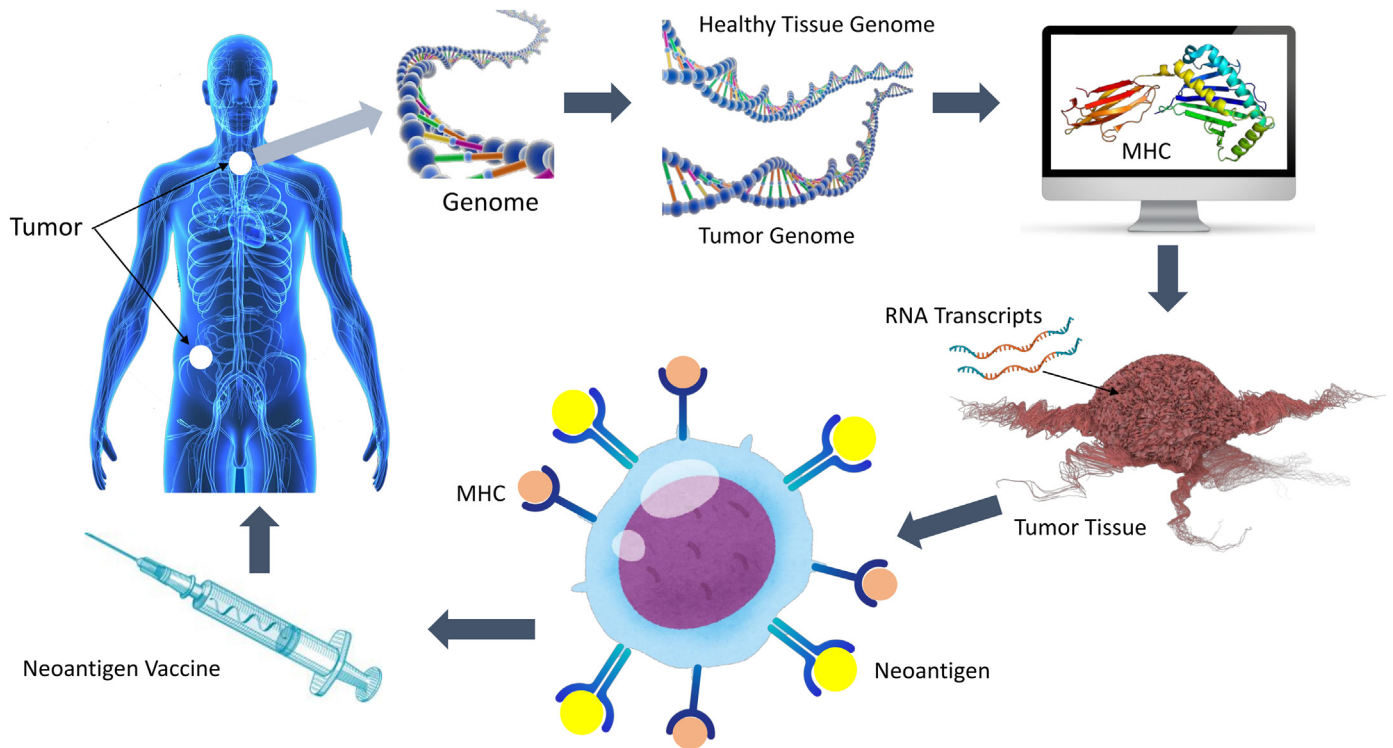 Tumor
Genome
Healthy Tissue Genome
Tumor Genome
MHC
RNA Transcripts
Tumor Tissue
MHC
Neoantigen
Neoantigen Vaccine